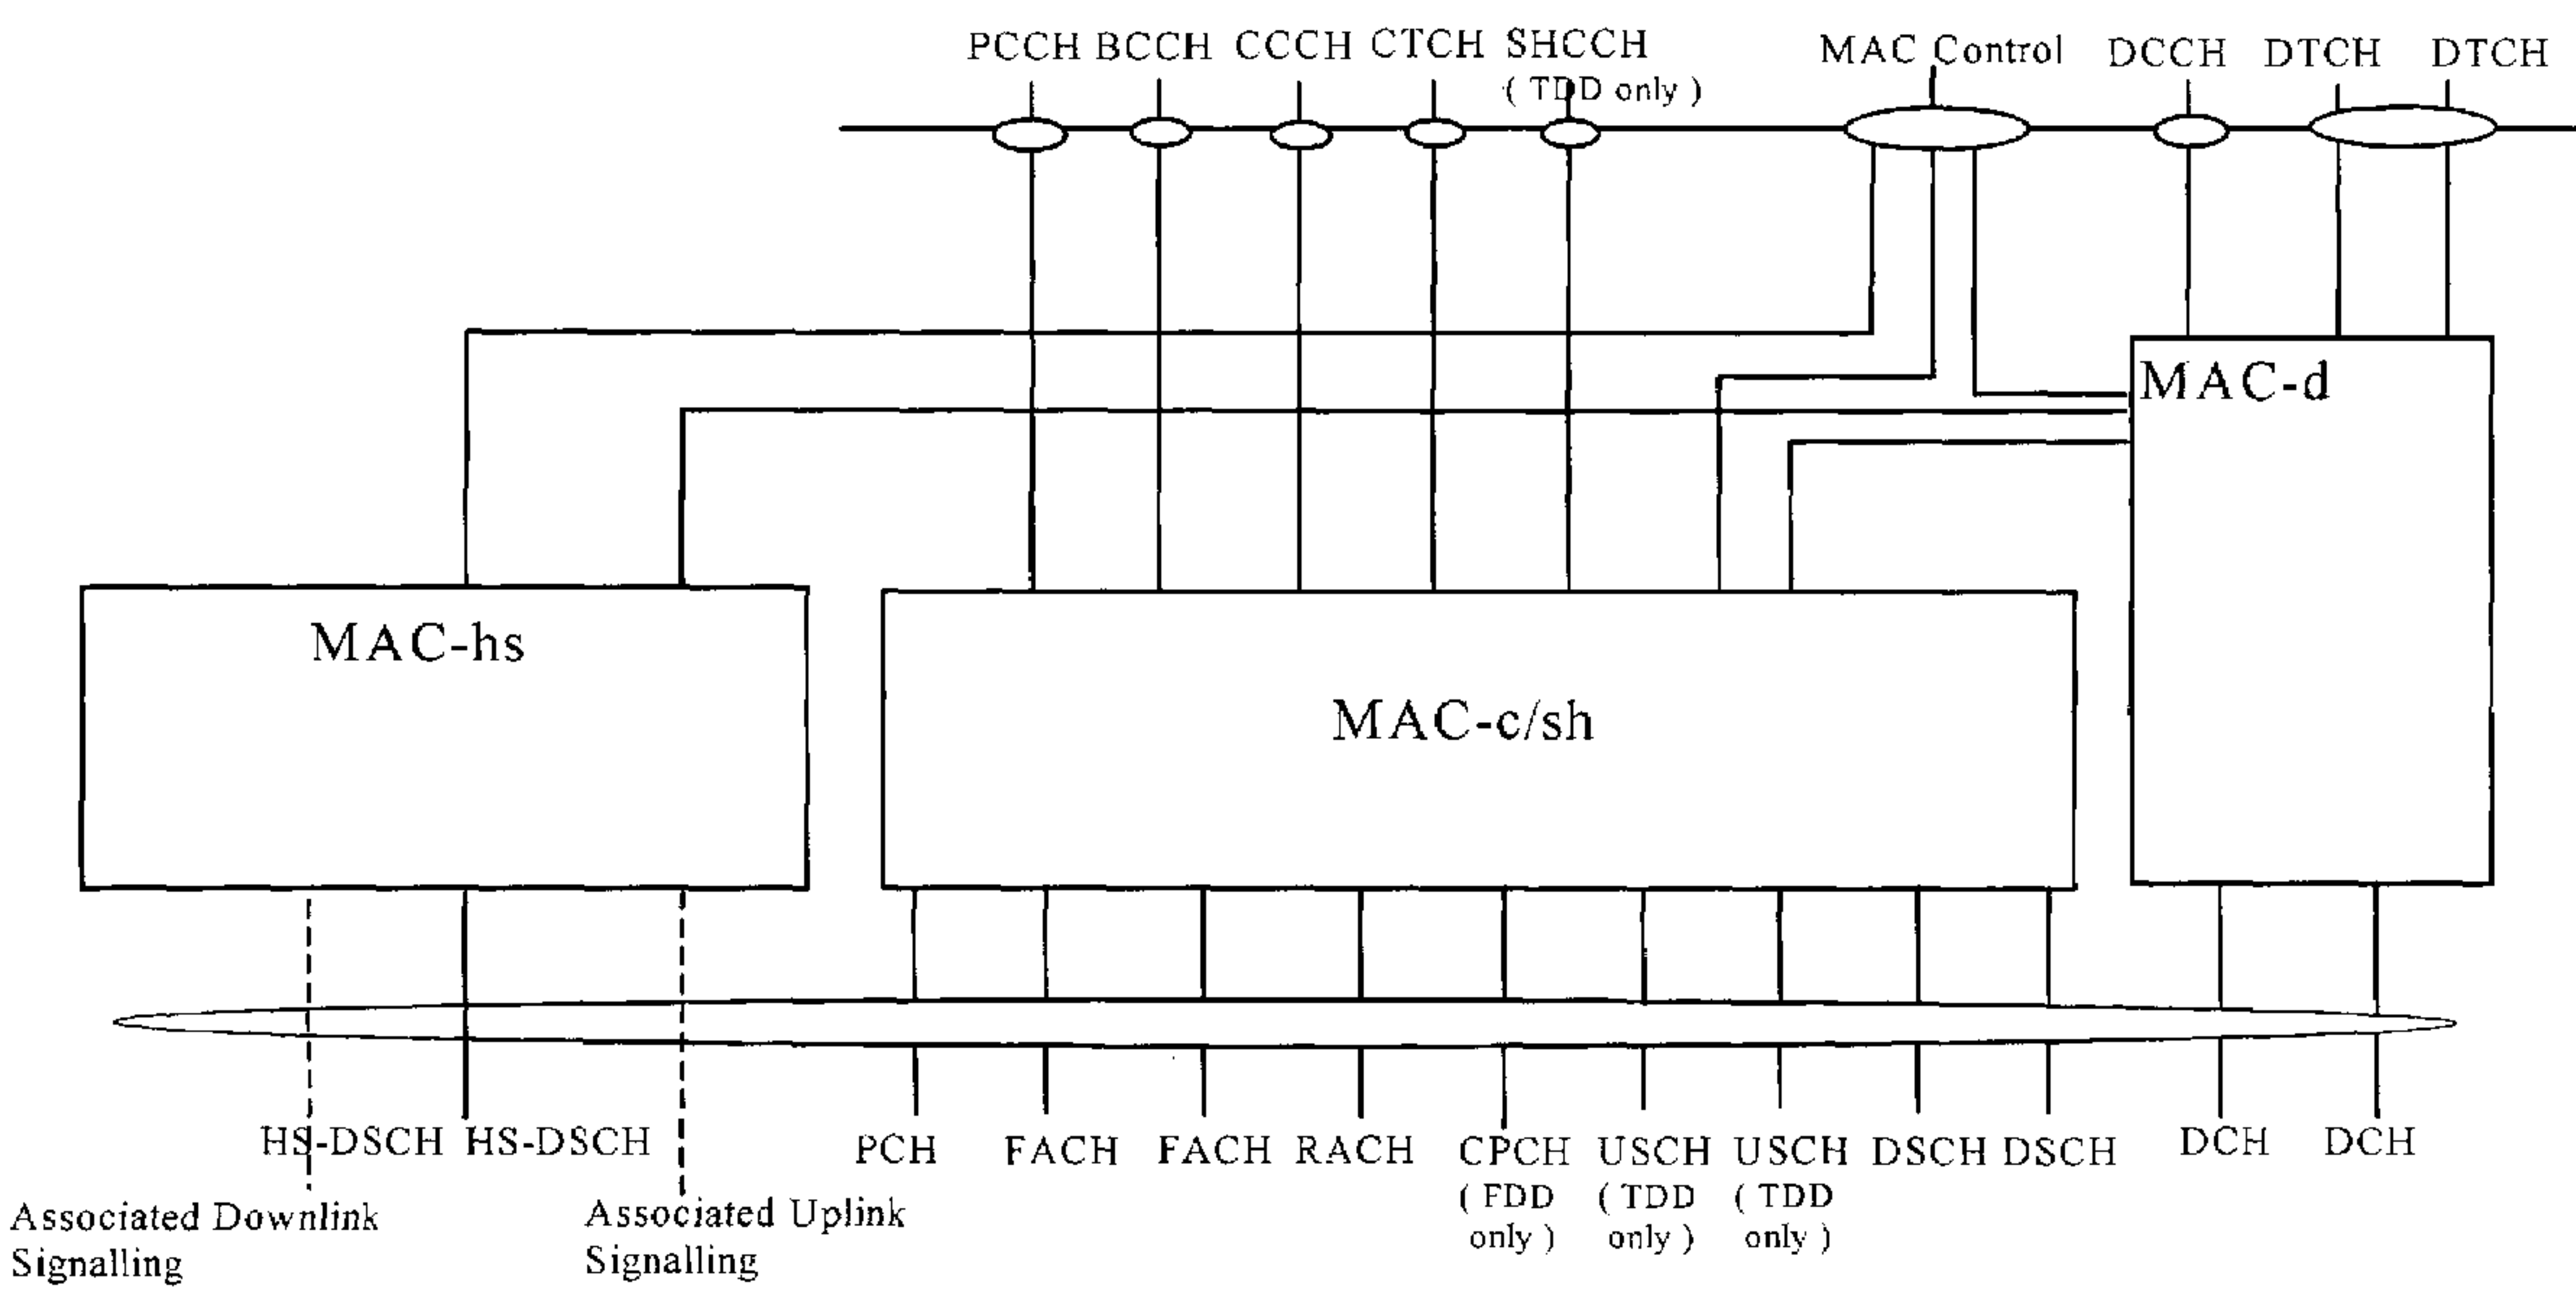 PCCH BCCH CCCH CTCH SHCCH MAC Control DCCH DTCH DTCH
( TDD only )
MAC-d
MAC-hs
MAC-c/sh
HS-DSCH HS-DSCH PCH FACH FACH RACH CPCH USCH USCH DSCH DSCH DCH DCH
( FDD ( TDD ( TDD
only ) only ) only )
Associated Downlink Associated Uplink
Signalling Signalling